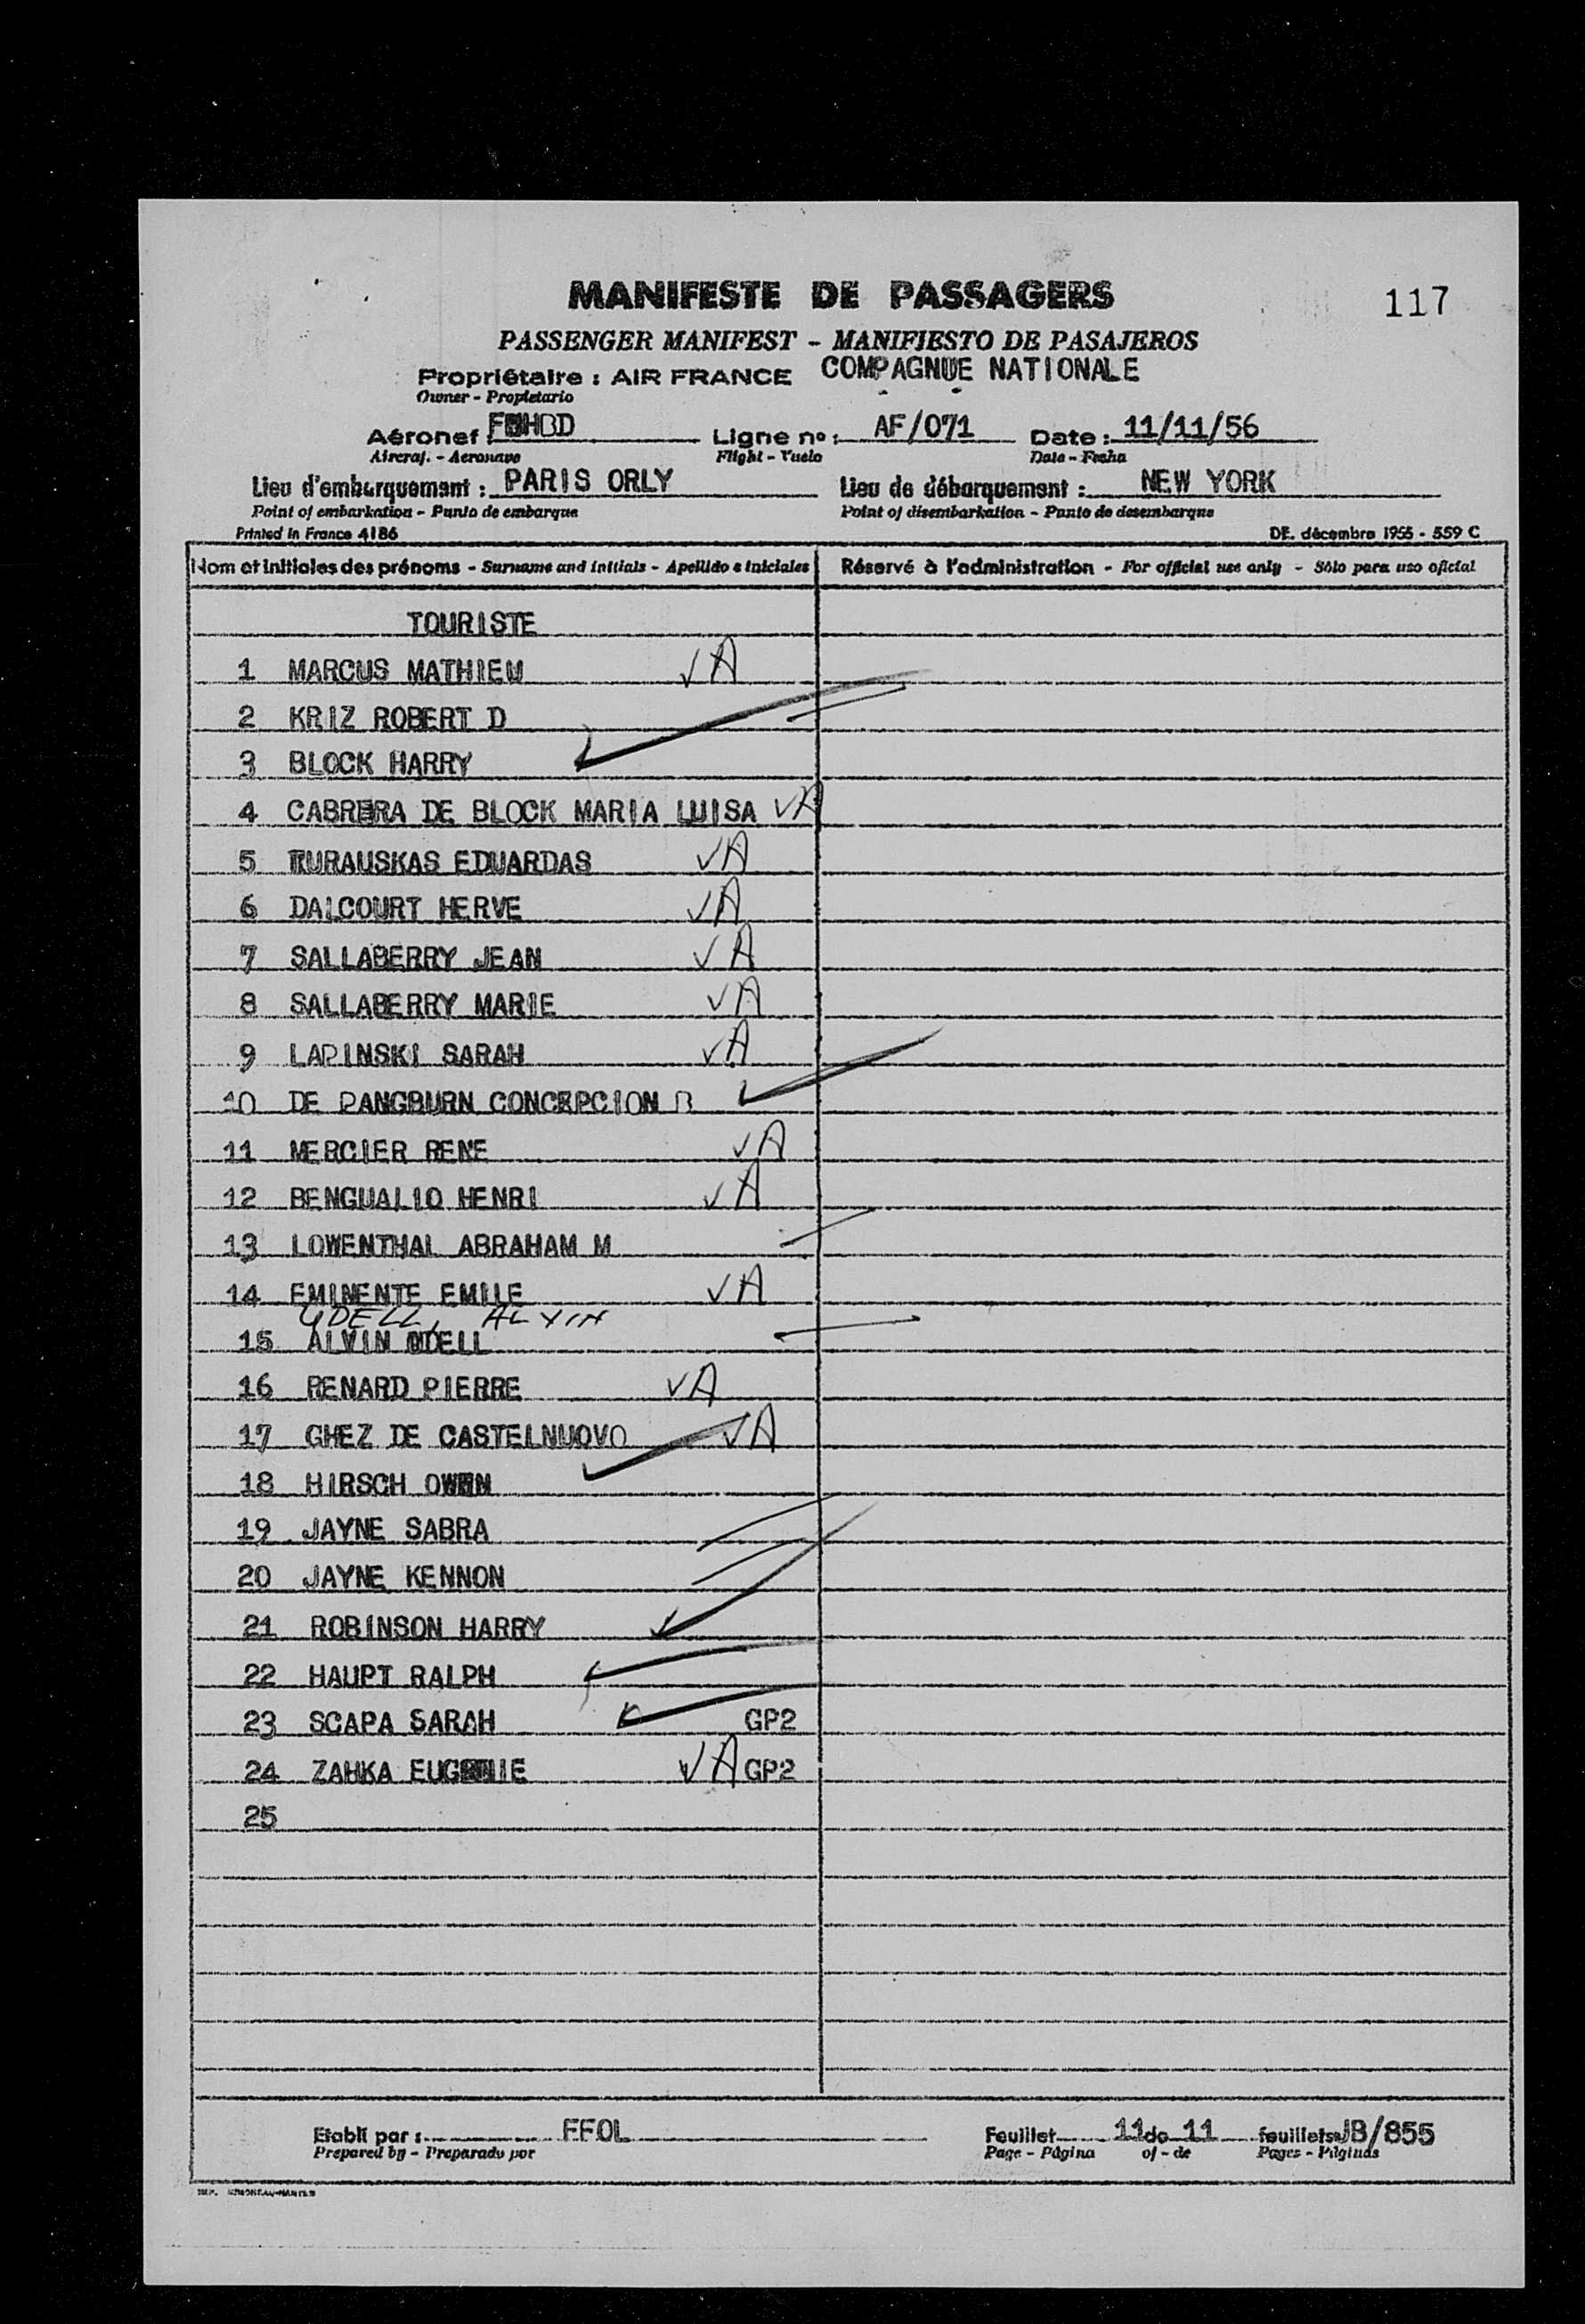 MANIFESTE DE PASSAGERS
117
PASSENGER MANIFEST - MANIFIESTO DE PASAJEROS
Propriétaire : AIR FRANCE COMPAGNIE NATIONALE
Owner - Propietario
Aéronef : FBHBD Ligne nº : AF/071 Date : 11/11/56
Aircraf. - Aeronave Flight - Vuelo Date - Fecha
Lieu d'embarquement : PARIS ORLY Lieu de débarquement : NEW YORK
Point of embarkation - Punto de embarque Point of disembarkation - Punto de desembarque
Printed in France 4186 DE. décembre 1955 - 559 C
Nom et initiales des prénoms - Surname and initials - Apellido e iniciales Réservé à l'administration - For official use only - Sólo para uso oficial
TOURISTE
1 MARCUS MATHIEU √A
2 KRIZ ROBERT D
3 BLOCK HARRY
4 CABRERA DE BLOCK MARIA LUISA √A
5 TURAUSKAS EDUARDAS √A
6 DALCOURT HERVE √A
7 SALLABERRY JEAN √A
8 SALLABERRY MARIE √A
9 LAPINSKI SARAH √A
10 DE PANGBURN CONCEPCION B
11 MERCIER RENE √A
12 BENGUALIO HENRI √A
13 LOWENTHAL ABRAHAM M
14 EMINENTE EMILE √A
UDELL, ALVIN
15 ALVIN UDELL
16 RENARD PIERRE √A
17 GHEZ DE CASTELNUOVO √A
18 HIRSCH OWEN
19 JAYNE SABRA
20 JAYNE KENNON
21 ROBINSON HARRY
22 HAUPT RALPH
23 SCAPA SARAH GP2
24 ZAHKA EUGENIE √A GP2
25
Etabli par : FFOL Feuillet 11 de 11 feuillets JB/855
Prepared by - Preparado por Page - Página of - de Pages - Páginas